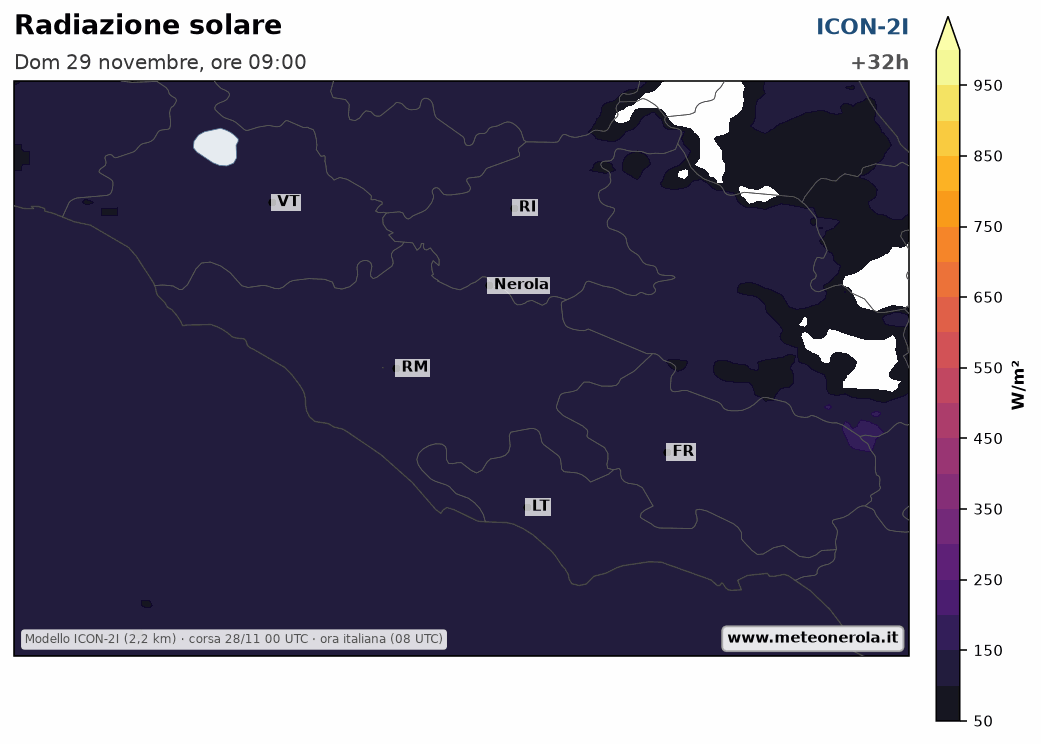 Radiazione solare
ICON-2I
Dom 29 novembre, ore 09:00
+32h
VT
RI
Nerola
RM
FR
LT
950
850
750
650
550
450
350
250
150
50
W/m²
Modello ICON-2I (2,2 km) · corsa 28/11 00 UTC · ora italiana (08 UTC)
www.meteonerola.it